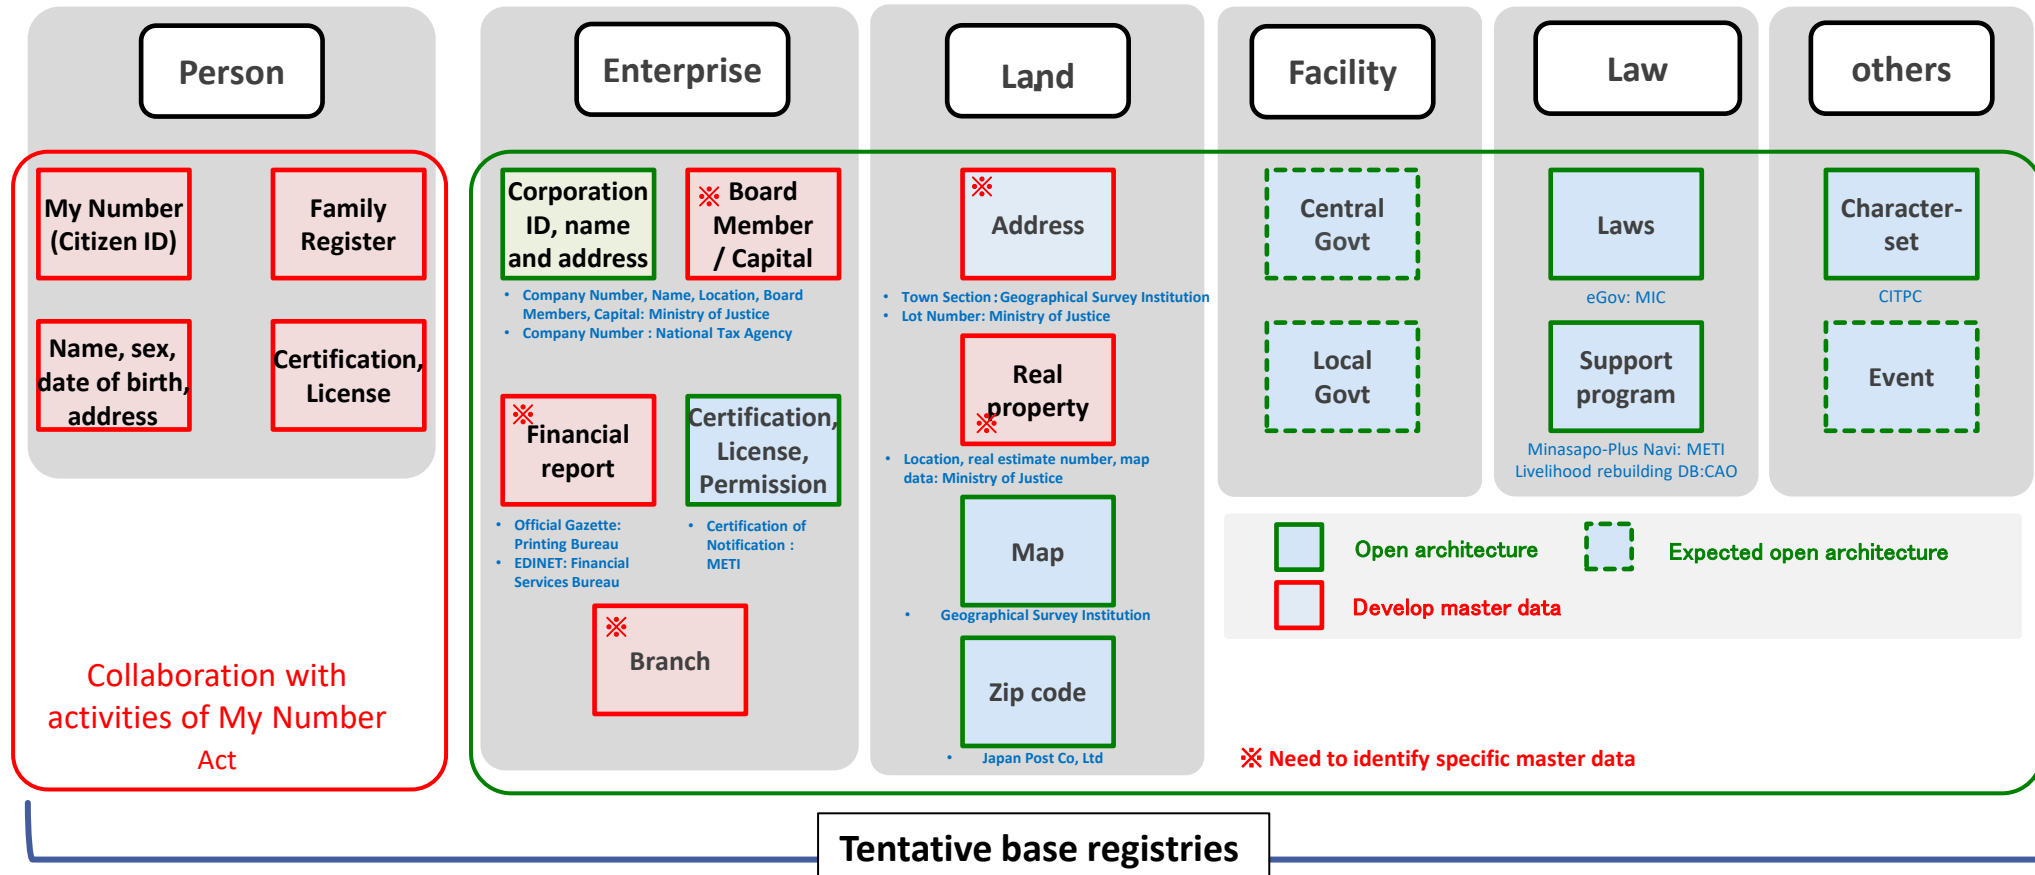 Person
Enterprise
Land
Facility
Law
others
My Number
(Citizen ID)
Family
Register
Name, sex,
date of birth,
address
Certification,
License
Collaboration with
activities of My Number
Act
Corporation
ID, name
and address
※ Board
Member
/ Capital
• Company Number, Name, Location, Board
Members, Capital: Ministry of Justice
• Company Number : National Tax Agency
※
Financial
report
Certification,
License,
Permission
• Official Gazette:
Printing Bureau
• EDINET: Financial
Services Bureau
• Certification of
Notification :
METI
※
Branch
※
Address
• Town Section : Geographical Survey Institution
• Lot Number: Ministry of Justice
Real
property
※
• Location, real estimate number, map
data: Ministry of Justice
Map
• Geographical Survey Institution
Zip code
• Japan Post Co, Ltd
Central
Govt
Local
Govt
Laws
eGov: MIC
Support
program
Minasapo-Plus Navi: METI
Livelihood rebuilding DB:CAO
Character-
set
CITPC
Event
Open architecture
Expected open architecture
Develop master data
※ Need to identify specific master data
Tentative base registries